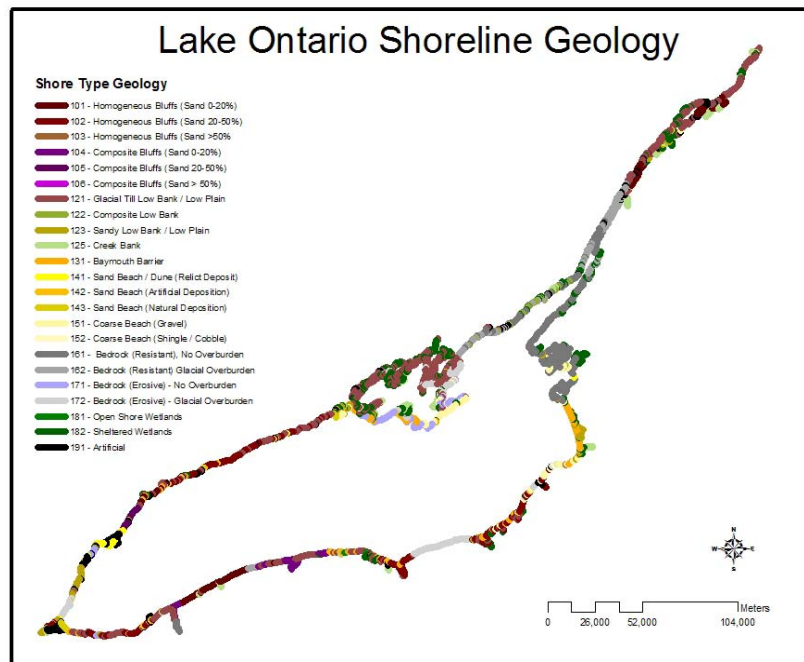 Lake Ontario Shoreline Geology
Shore Type Geology
101 - Homogeneous Bluffs (Sand 0-20%)
102 - Homogeneous Bluffs (Sand 20-50%)
103 - Homogeneous Bluffs (Sand >50%
104 - Composite Bluffs (Sand 0-20%)
105 - Composite Bluffs (Sand 20-50%)
106 - Composite Bluffs (Sand > 50%)
121 - Glacial Till Low Bank / Low Plain
122 - Composite Low Bank
123 - Sandy Low Bank / Low Plain
125 - Creek Bank
131 - Baymouth Barrier
141 - Sand Beach / Dune (Relict Deposit)
142 - Sand Beach (Artificial Deposition)
143 - Sand Beach (Natural Deposition)
151 - Coarse Beach (Gravel)
152 - Coarse Beach (Shingle / Cobble)
161 - Bedrock (Resistant), No Overburden
162 - Bedrock (Resistant) Glacial Overburden
171 - Bedrock (Erosive) - No Overburden
172 - Bedrock (Erosive) - Glacial Overburden
181 - Open Shore Wetlands
182 - Sheltered Wetlands
191 - Artificial
N
W E
S
Meters
0 26,000 52,000 104,000